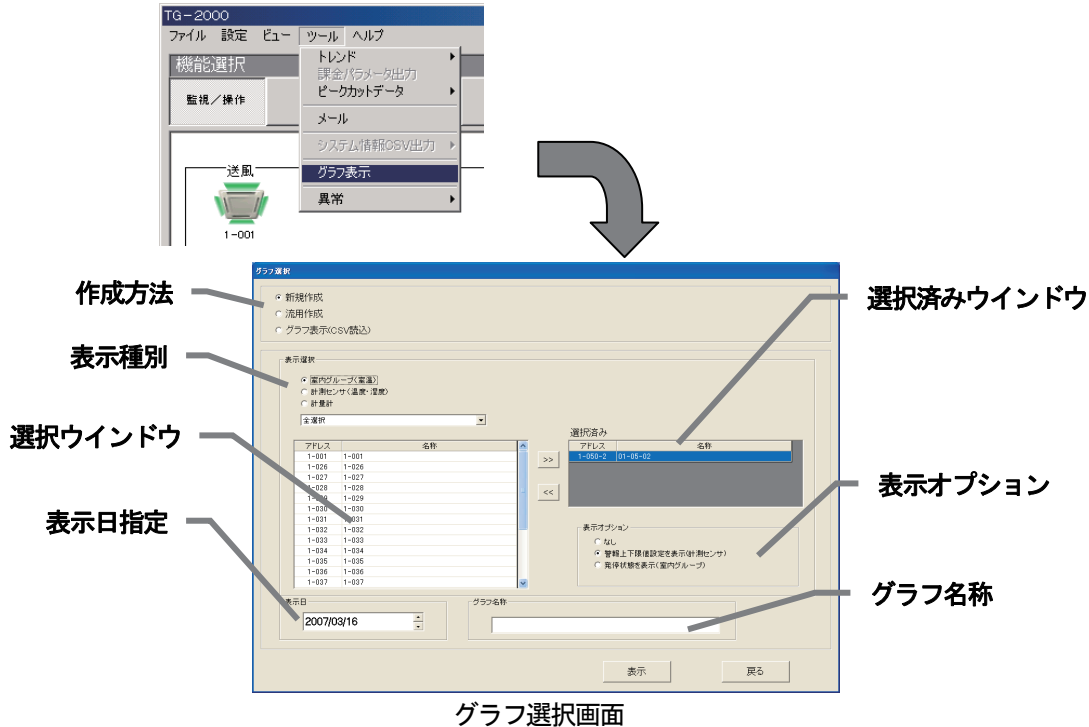 TG-2000
ファイル 設定 ビュー ツール ヘルプ
機能選択
トレンド
課金パラメータ出力
ピークカットデータ
監視／操作
メール
システム情報CSV出力
グラフ表示
異常
送風
1-001
グラフ選択
作成方法
新規作成
流用作成
グラフ表示(CSV読込)
選択済みウインドウ
表示種別
表示選択
室内グループ(室温)
計測センサ(温度・湿度)
計量計
全選択
選択ウインドウ
アドレス 名称
1-001 1-001
1-026 1-026
1-027 1-027
1-028 1-028
1-029 1-029
1-030 1-030
1-031 1-031
1-032 1-032
1-033 1-033
1-034 1-034
1-035 1-035
1-036 1-036
1-037 1-037
>>
<<
選択済み
アドレス 名称
1-050-2 01-05-02
表示オプション
表示オプション
なし
警報上下限値設定を表示(計測センサ)
発停状態を表示(室内グループ)
表示日指定
表示日
2007/03/16
グラフ名称
グラフ名称
表示
戻る
グラフ選択画面